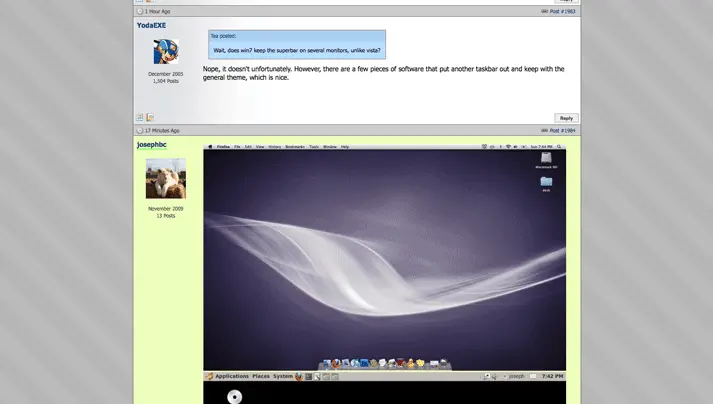 Reply
1 Hour Ago
Post #1983
YodaEXE
Tea posted:
Wait, does win7 keep the superbar on several monitors, unlike vista?
December 2005
1,504 Posts
Nope, it doesn't unfortunately. However, there are a few pieces of software that put another taskbar out and keep with the
general theme, which is nice.
Reply
17 Minutes Ago
Post #1984
josephbc
November 2009
13 Posts
Firefox File Edit View History Bookmarks Tools Window Help
Macintosh HD
Applications Places System
joseph
7:42 PM